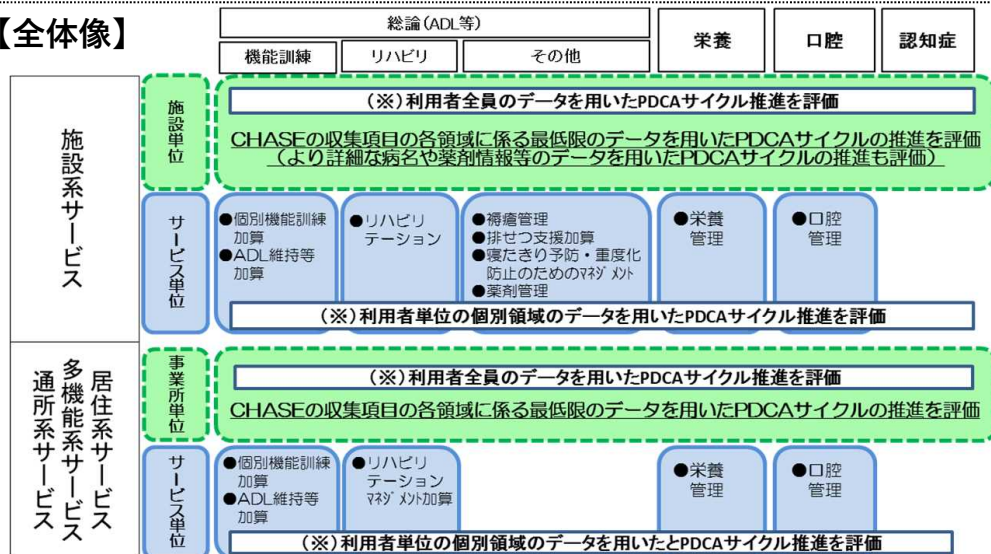 【全体像】
総論(ADL等)
機能訓練
リハビリ
その他
栄養
口腔
認知症
施設系サービス
施設単位
(※)利用者全員のデータを用いたPDCAサイクル推進を評価
CHASEの収集項目の各領域に係る最低限のデータを用いたPDCAサイクルの推進を評価
(より詳細な病名や薬剤情報等のデータを用いたPDCAサイクルの推進も評価)
サービス単位
●個別機能訓練
加算
●ADL維持等
加算
●リハビリ
テーション
●褥瘡管理
●排せつ支援加算
●寝たきり予防・重度化
防止のためのマネジメント
●薬剤管理
●栄養
管理
●口腔
管理
(※)利用者単位の個別領域のデータを用いたPDCAサイクル推進を評価
居住系サービス
多機能系サービス
通所系サービス
事業所単位
(※)利用者全員のデータを用いたPDCAサイクル推進を評価
CHASEの収集項目の各領域に係る最低限のデータを用いたPDCAサイクルの推進を評価
サービス単位
●個別機能訓練
加算
●ADL維持等
加算
●リハビリ
テーション
マネジメント加算
●栄養
管理
●口腔
管理
(※)利用者単位の個別領域のデータを用いたとPDCAサイクル推進を評価